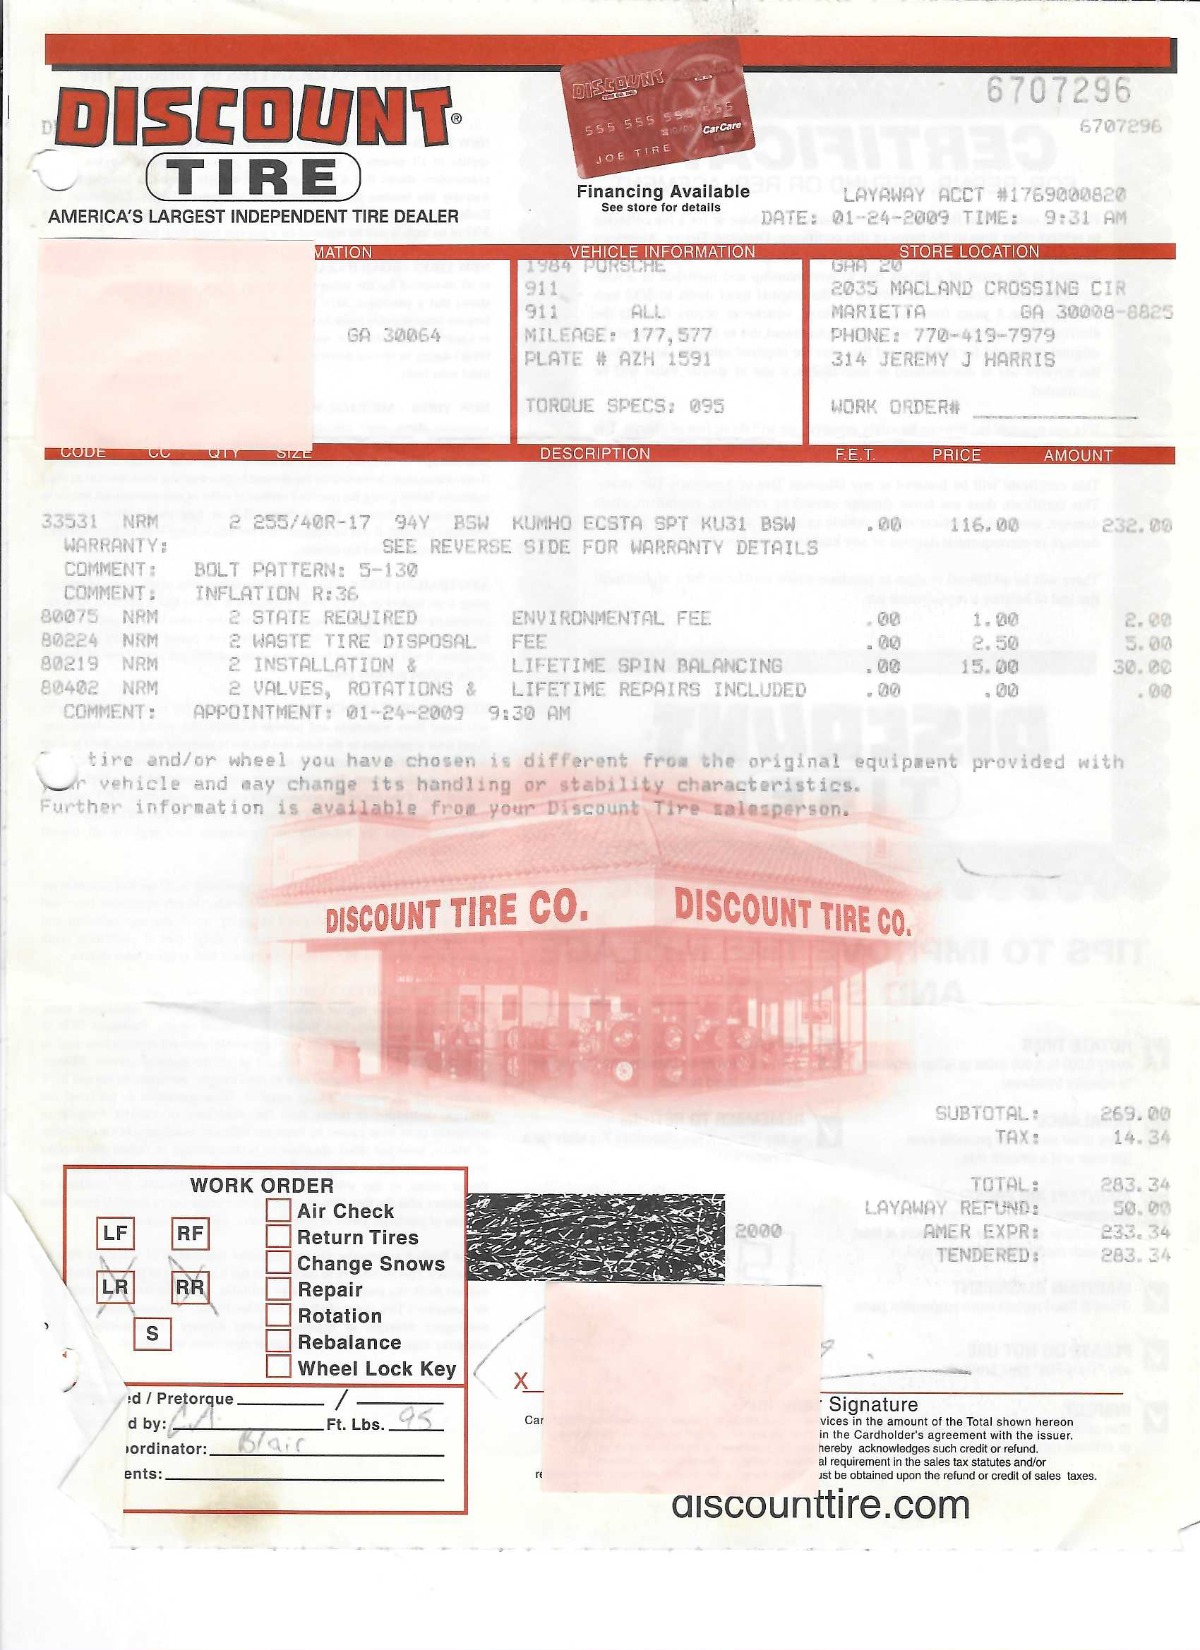 DISCOUNT®
TIRE
AMERICA'S LARGEST INDEPENDENT TIRE DEALER
DISCOUNT
555 555 555 555
CarCare
JOE TIRE
Financing Available
See store for details
6707296
6707296
LAYAWAY ACCT #1769000820
DATE: 01-24-2009 TIME: 9:31 AM
MATION VEHICLE INFORMATION STORE LOCATION
GA 30064
1984 PORSCHE
911
911 ALL
MILEAGE: 177,577
PLATE # AZH 1591
TORQUE SPECS: 095
GAA 20
2035 MACLAND CROSSING CIR
MARIETTA GA 30008-8825
PHONE: 770-419-7979
314 JEREMY J HARRIS
WORK ORDER#
CODE CC QTY SIZE DESCRIPTION F.E.T. PRICE AMOUNT
33531 NRM 2 255/40R-17 94Y BSW KUMHO ECSTA SPT KU31 BSW .00 116.00 232.00
WARRANTY: SEE REVERSE SIDE FOR WARRANTY DETAILS
COMMENT: BOLT PATTERN: 5-130
COMMENT: INFLATION R:36
80075 NRM 2 STATE REQUIRED ENVIRONMENTAL FEE .00 1.00 2.00
80224 NRM 2 WASTE TIRE DISPOSAL FEE .00 2.50 5.00
80219 NRM 2 INSTALLATION & LIFETIME SPIN BALANCING .00 15.00 30.00
80402 NRM 2 VALVES, ROTATIONS & LIFETIME REPAIRS INCLUDED .00 .00 .00
COMMENT: APPOINTMENT: 01-24-2009 9:30 AM
tire and/or wheel you have chosen is different from the original equipment provided with
r vehicle and may change its handling or stability characteristics.
Further information is available from your Discount Tire salesperson.
DISCOUNT TIRE CO. DISCOUNT TIRE CO.
SUBTOTAL: 269.00
TAX: 14.34
TOTAL: 283.34
LAYAWAY REFUND: 50.00
2000 AMER EXPR: 233.34
TENDERED: 283.34
WORK ORDER
LF RF
LR RR
S
Air Check
Return Tires
Change Snows
Repair
Rotation
Rebalance
Wheel Lock Key
ed / Pretorque /
d by: CA Ft. Lbs. 95
ordinator: Blair
ents:
X
Signature
Car vices in the amount of the Total shown hereon
in the Cardholder's agreement with the issuer.
hereby acknowledges such credit or refund.
al requirement in the sales tax statutes and/or
re ust be obtained upon the refund or credit of sales taxes.
discounttire.com